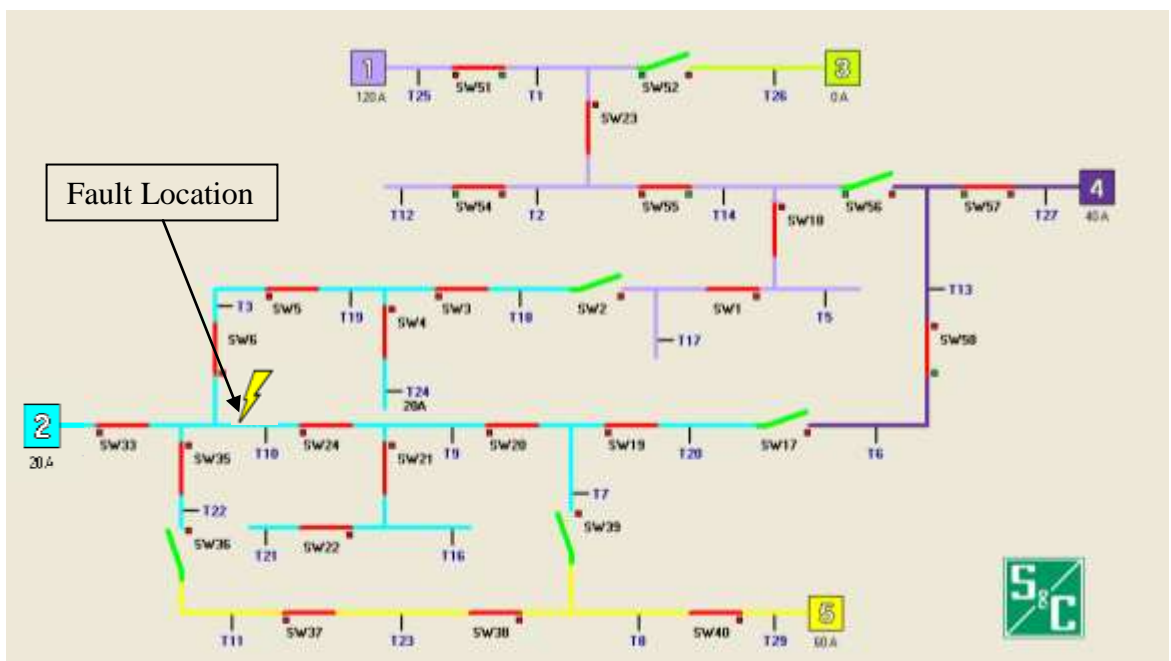 1
3
120 A
T25
SW51
T1
SW52
T26
0 A
SW23
Fault Location
T12
SW54
T2
SW55
T14
SW18
SW56
SW57
T27
4
40 A
T3
SW5
T19
SW4
SW3
T18
SW2
SW1
T5
T13
SW6
T17
SW58
T24
20A
2
20 A
SW33
SW35
T10
SW24
SW21
T9
SW20
SW19
T20
SW17
T6
T22
T7
SW36
T21
SW22
T16
SW39
S&C
T11
SW37
T23
SW38
T8
SW40
T29
5
60 A